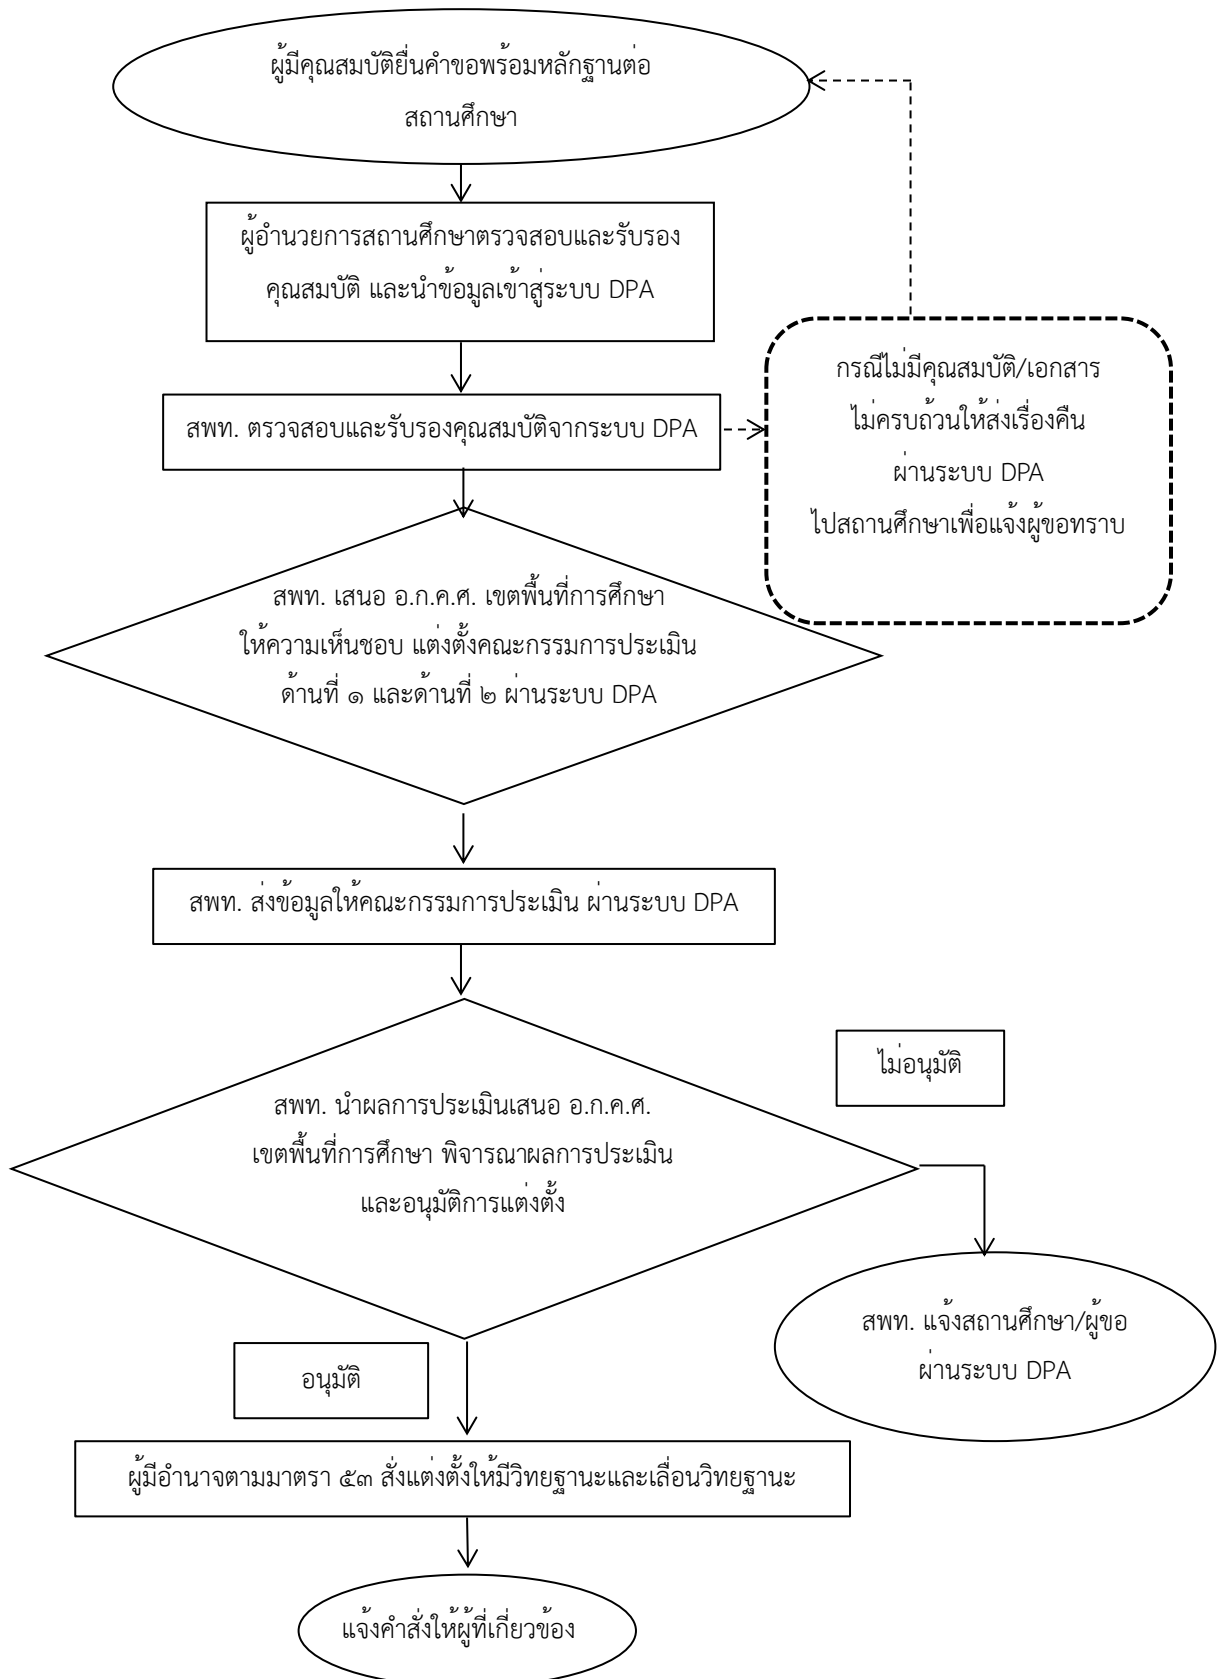 ผู้มีคุณสมบัติยื่นคำขอพร้อมหลักฐานต่อ
สถานศึกษา
ผู้อำนวยการสถานศึกษาตรวจสอบและรับรอง
คุณสมบัติ และนำข้อมูลเข้าสู่ระบบ DPA
สพท. ตรวจสอบและรับรองคุณสมบัติจากระบบ DPA
กรณีไม่มีคุณสมบัติ/เอกสาร
ไม่ครบถ้วนให้ส่งเรื่องคืน
ผ่านระบบ DPA
ไปสถานศึกษาเพื่อแจ้งผู้ขอทราบ
สพท. เสนอ อ.ก.ค.ศ. เขตพื้นที่การศึกษา
ให้ความเห็นชอบ แต่งตั้งคณะกรรมการประเมิน
ด้านที่ ๑ และด้านที่ ๒ ผ่านระบบ DPA
สพท. ส่งข้อมูลให้คณะกรรมการประเมิน ผ่านระบบ DPA
สพท. นำผลการประเมินเสนอ อ.ก.ค.ศ.
เขตพื้นที่การศึกษา พิจารณาผลการประเมิน
และอนุมัติการแต่งตั้ง
ไม่อนุมัติ
สพท. แจ้งสถานศึกษา/ผู้ขอ
ผ่านระบบ DPA
อนุมัติ
ผู้มีอำนาจตามมาตรา ๕๓ สั่งแต่งตั้งให้มีวิทยฐานะและเลื่อนวิทยฐานะ
แจ้งคำสั่งให้ผู้ที่เกี่ยวข้อง